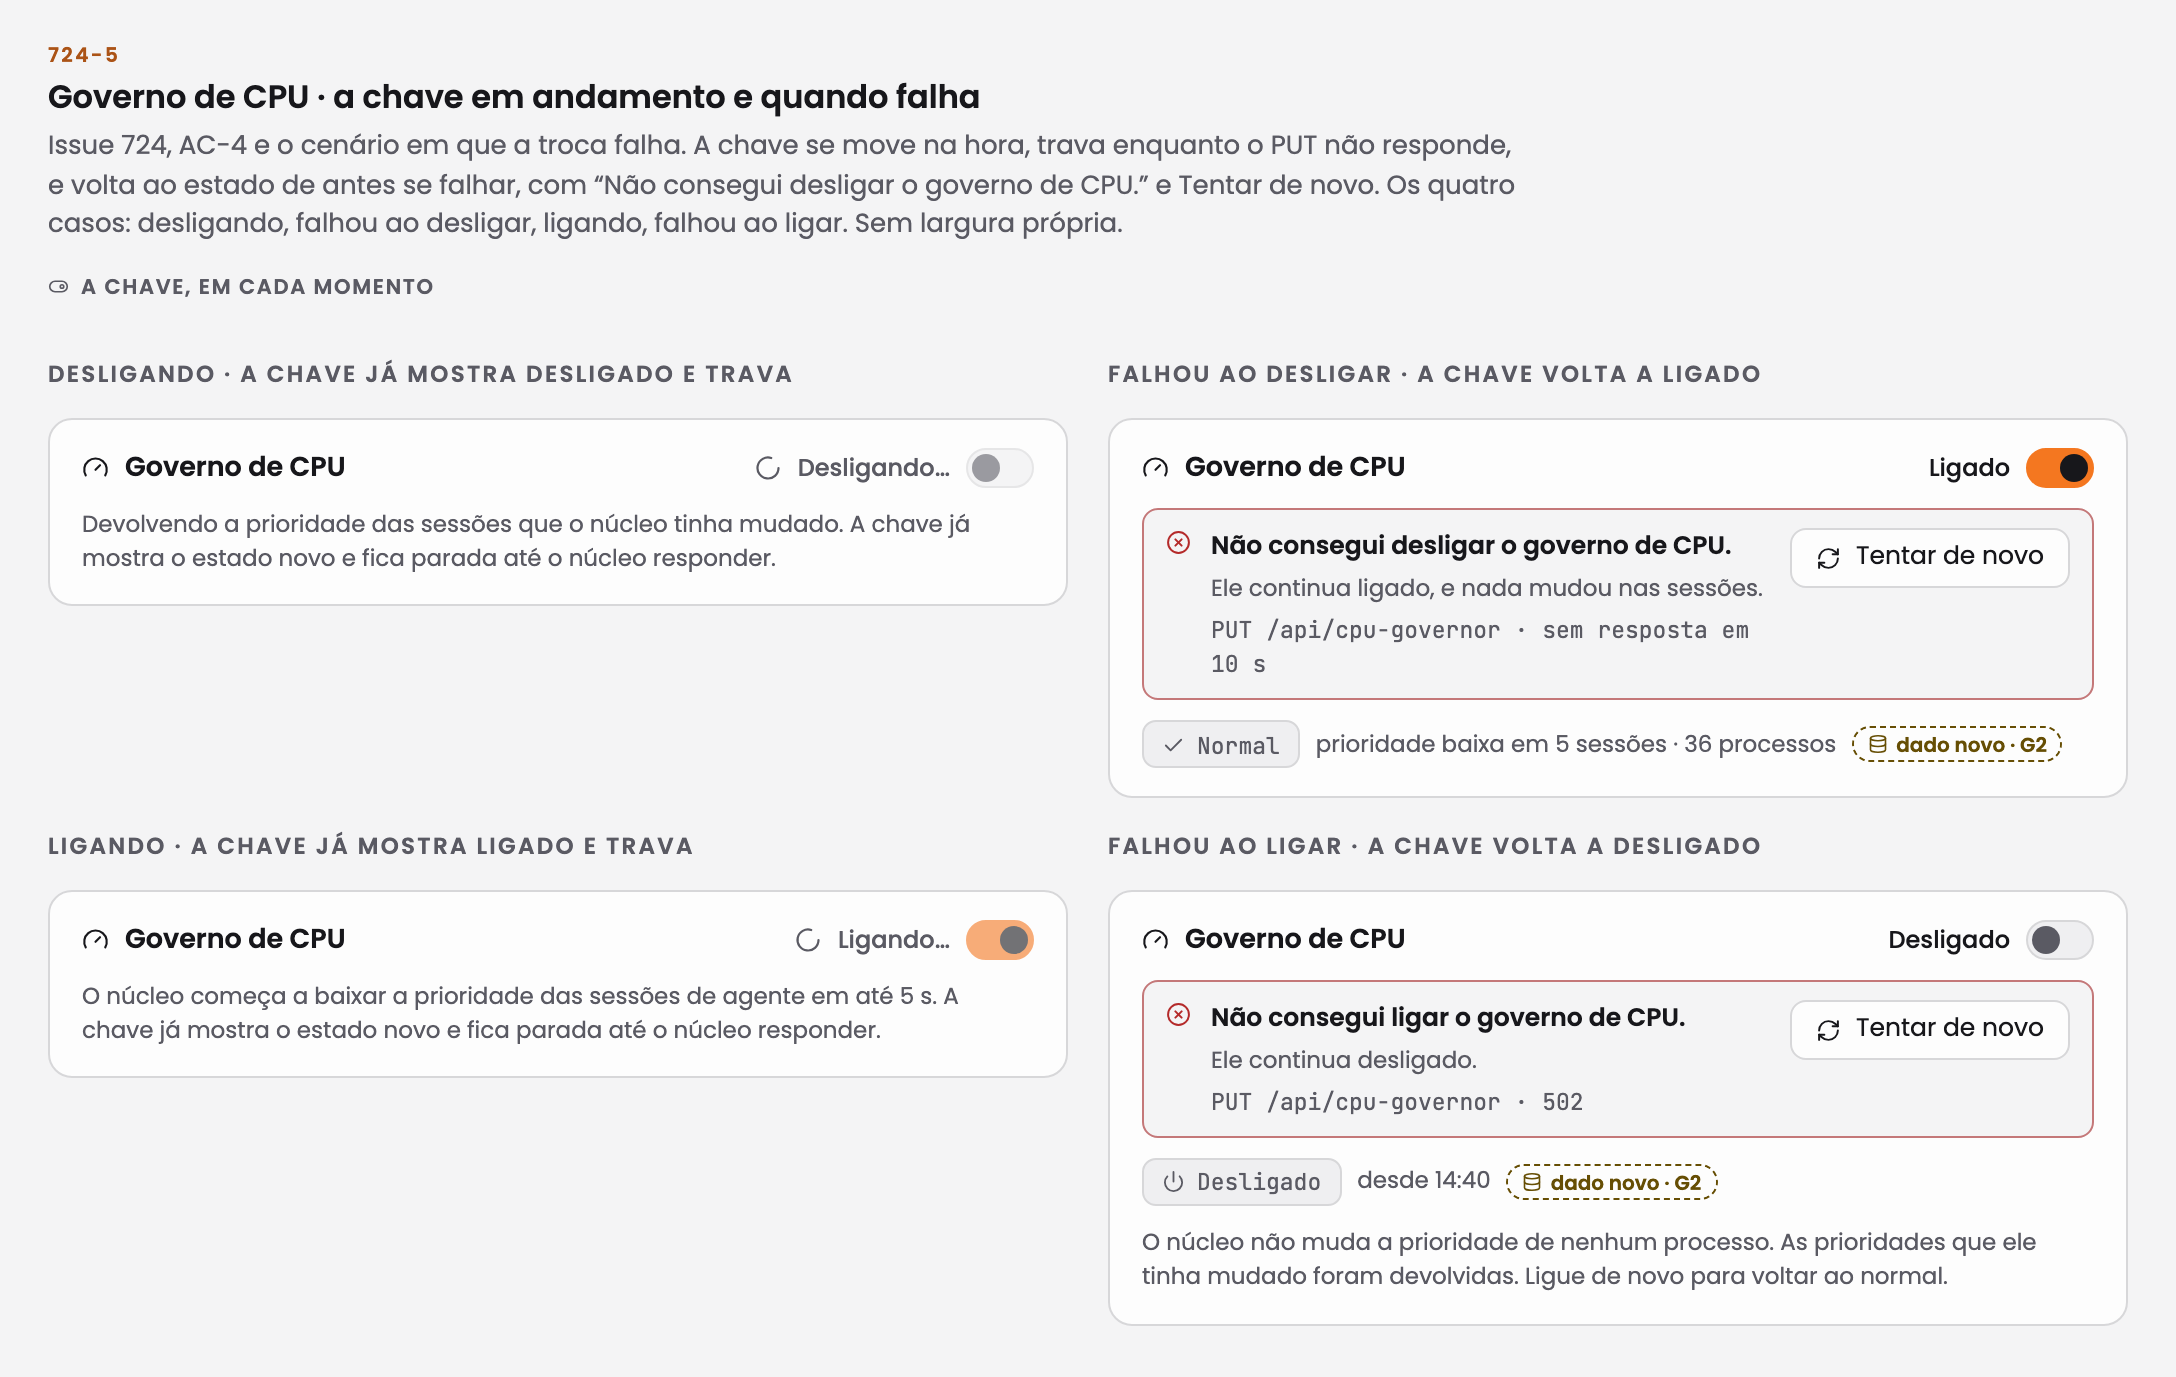 724-5
Governo de CPU · a chave em andamento e quando falha
Issue 724, AC-4 e o cenário em que a troca falha. A chave se move na hora, trava enquanto o PUT não responde,
e volta ao estado de antes se falhar, com “Não consegui desligar o governo de CPU.” e Tentar de novo. Os quatro
casos: desligando, falhou ao desligar, ligando, falhou ao ligar. Sem largura própria.
A CHAVE, EM CADA MOMENTO
DESLIGANDO · A CHAVE JÁ MOSTRA DESLIGADO E TRAVA
Governo de CPU
Desligando…
Devolvendo a prioridade das sessões que o núcleo tinha mudado. A chave já
mostra o estado novo e fica parada até o núcleo responder.
FALHOU AO DESLIGAR · A CHAVE VOLTA A LIGADO
Governo de CPU
Ligado
Não consegui desligar o governo de CPU.
Tentar de novo
Ele continua ligado, e nada mudou nas sessões.
PUT /api/cpu-governor · sem resposta em
10 s
Normal
prioridade baixa em 5 sessões · 36 processos
dado novo · G2
LIGANDO · A CHAVE JÁ MOSTRA LIGADO E TRAVA
Governo de CPU
Ligando…
O núcleo começa a baixar a prioridade das sessões de agente em até 5 s. A
chave já mostra o estado novo e fica parada até o núcleo responder.
FALHOU AO LIGAR · A CHAVE VOLTA A DESLIGADO
Governo de CPU
Desligado
Não consegui ligar o governo de CPU.
Tentar de novo
Ele continua desligado.
PUT /api/cpu-governor · 502
Desligado
desde 14:40
dado novo · G2
O núcleo não muda a prioridade de nenhum processo. As prioridades que ele
tinha mudado foram devolvidas. Ligue de novo para voltar ao normal.